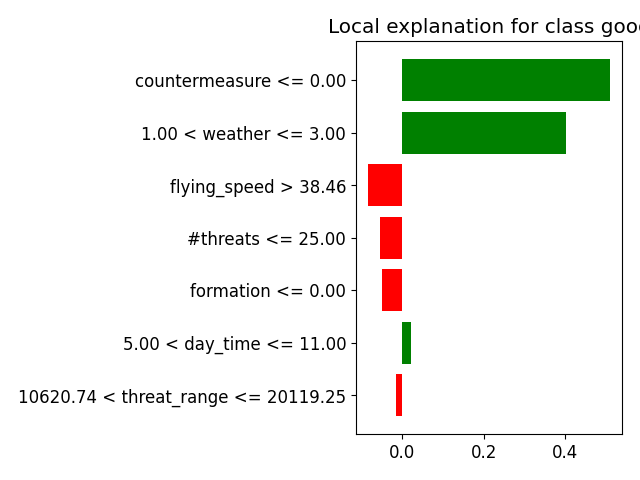 Local explanation for class good
countermeasure <= 0.00
1.00 < weather <= 3.00
flying_speed > 38.46
#threats <= 25.00
formation <= 0.00
5.00 < day_time <= 11.00
10620.74 < threat_range <= 20119.25
0.0 0.2 0.4